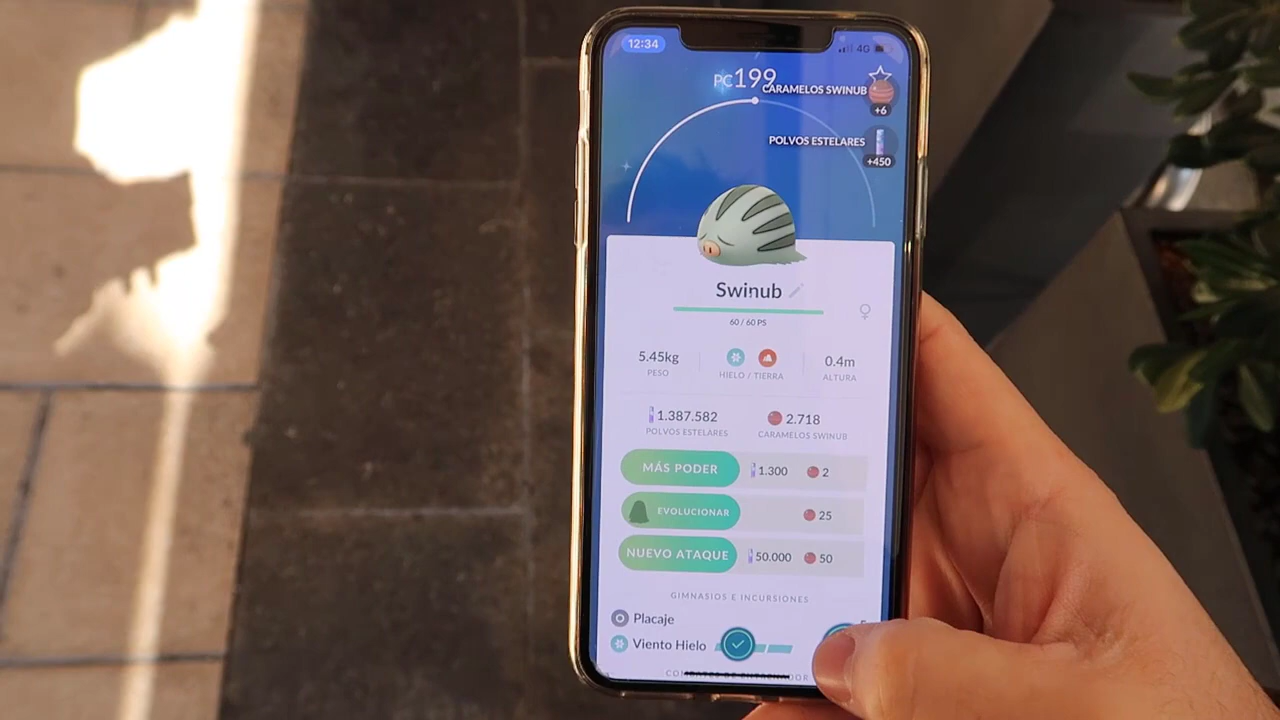 12:34
4G
PC199
CARAMELOS SWINUB
+6
POLVOS ESTELARES
+450
Swinub
60 / 60 PS
5.45kg
PESO
HIELO / TIERRA
0.4m
ALTURA
1.387.582
POLVOS ESTELARES
2.718
CARAMELOS SWINUB
MÁS PODER 1.300 2
EVOLUCIONAR 25
NUEVO ATAQUE 50.000 50
GIMNASIOS E INCURSIONES
Placaje
Viento Hielo